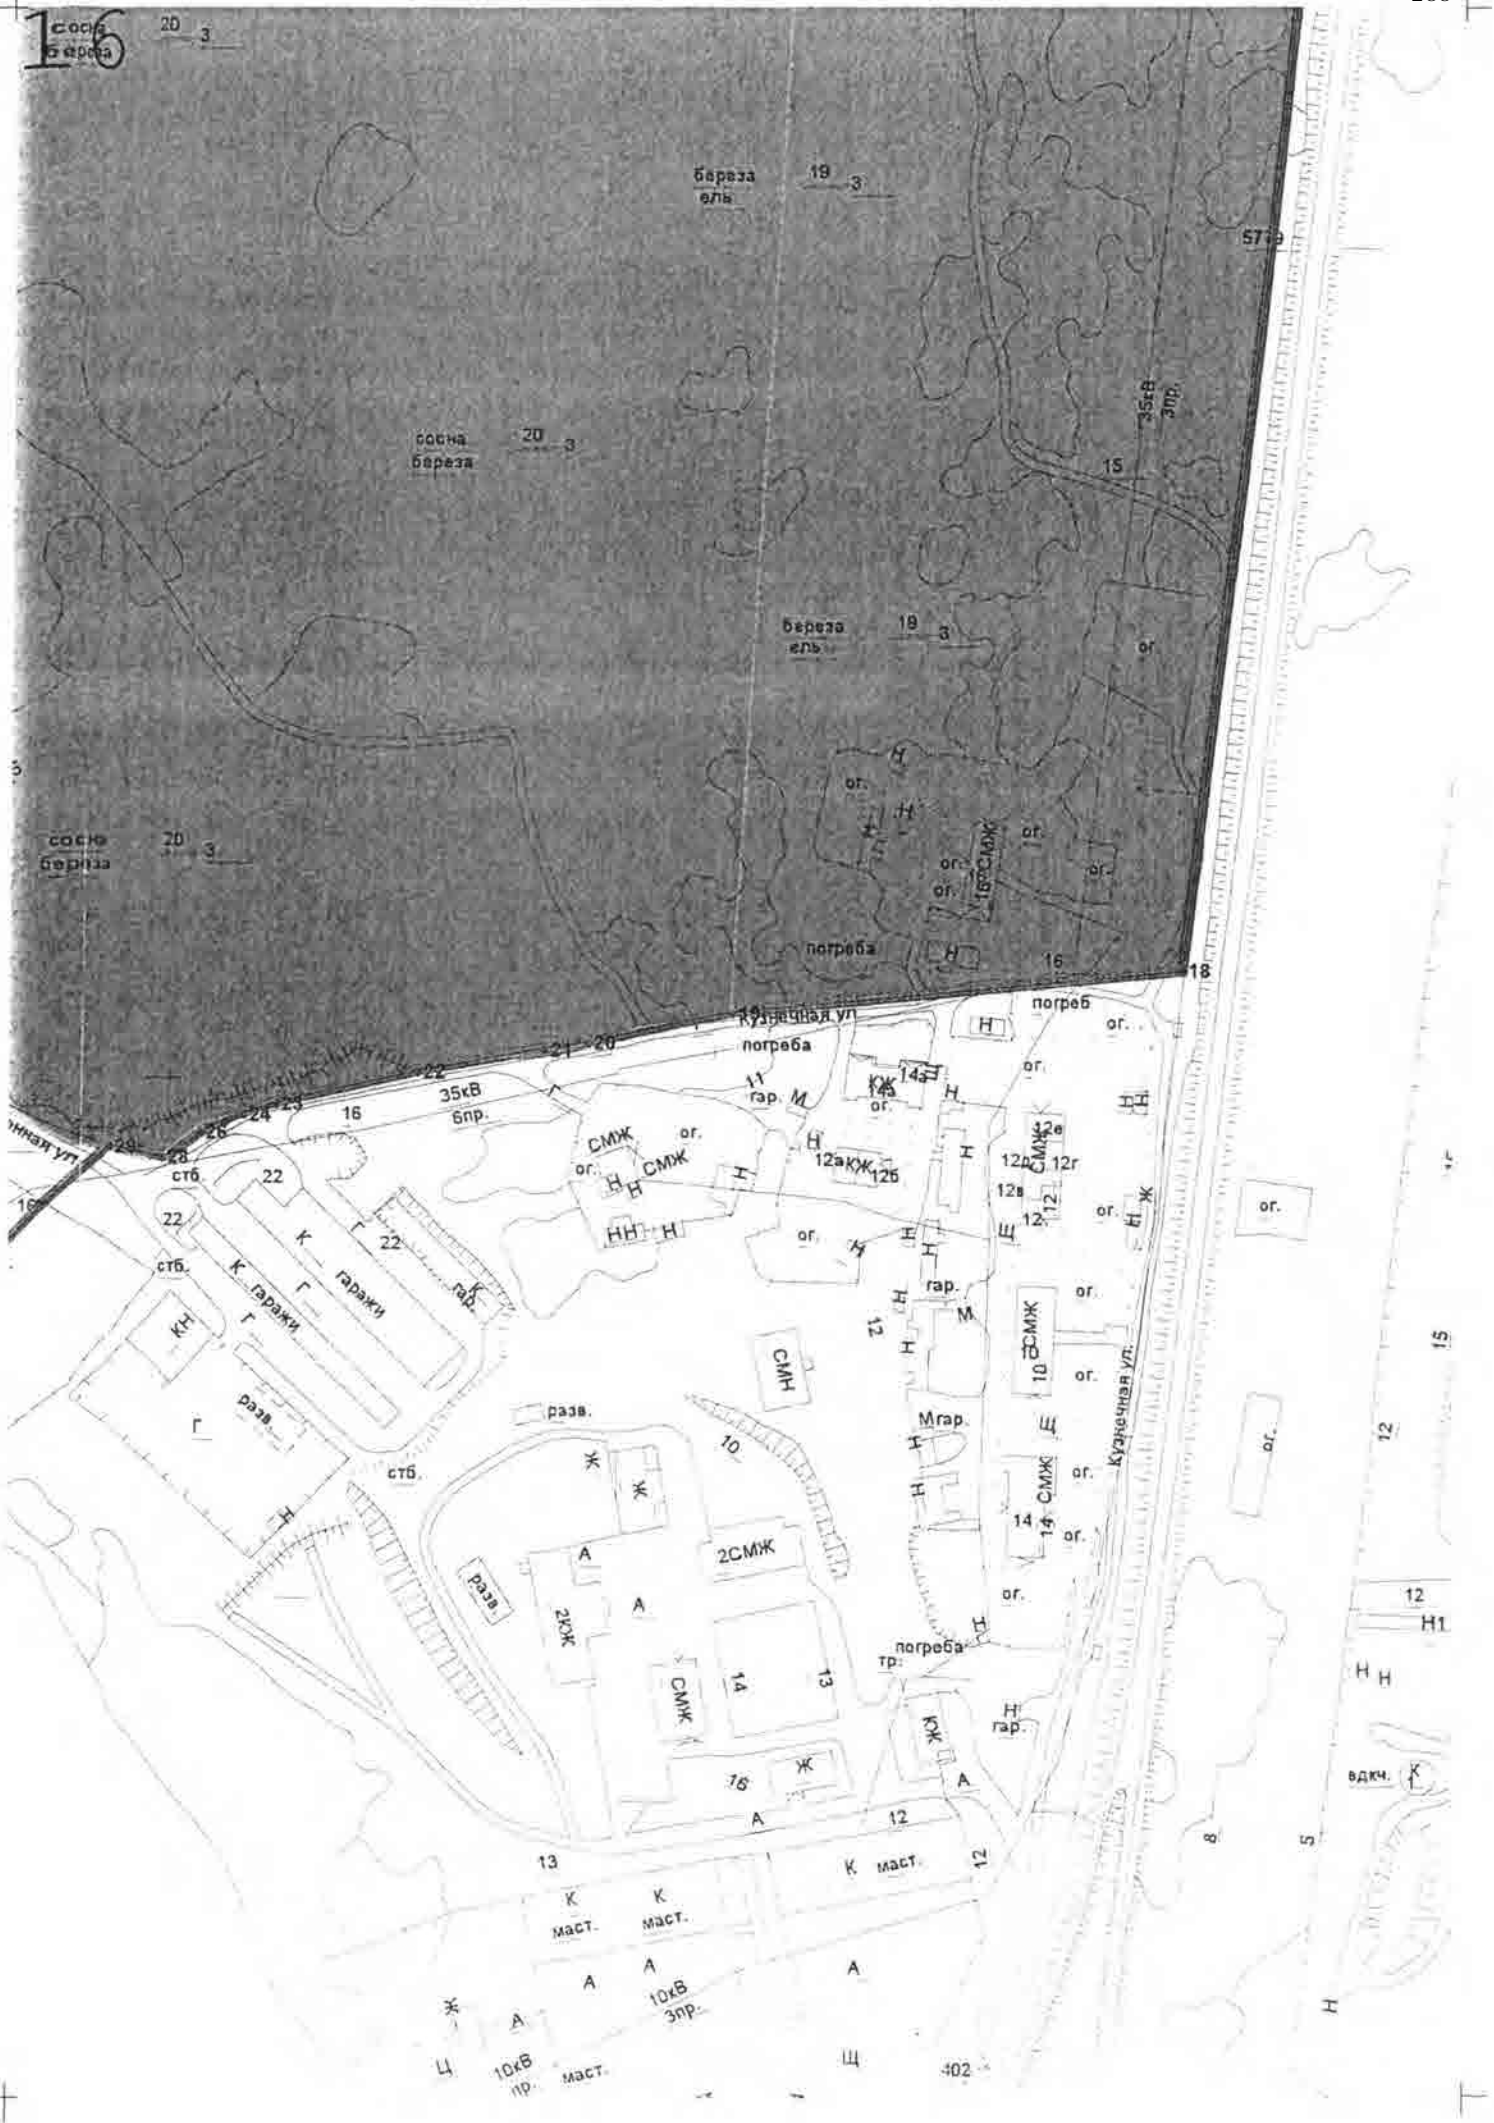 16
сосна
береза
20
3
береза
ель
19
3
35кВ
3пр.
сосна
береза
20
3
15
береза
ель
19
3
ог.
Н
ог.
Н
Н
ог.
СМЖ
ог.
ог.
ог.
сосна
береза
20
3
погреба
Н
16
18
погреб
Кузнечная ул
Н
ог.
погреба
21
20
22
ог.
11
гар.
М
КЖ
14а
Щ
ог.
Н
35кВ
6пр.
16
Г
23
24
26
28
29
Н
Н
12е
СМЖ
ог.
СМЖ
ог.
СМЖ
Н
Н
Н
Н
12а
КЖ
12б
Н
12г
12в
12
12
Н
Ж
ог.
ог.
стб.
22
22
16
Г
22
К
гар.
НН
Н
ог.
Н
Н
Н
Щ
стб.
К
гаражи
Г
К
гаражи
Г
гар.
Н
М
12
Н
ог.
СМЖ
10
ог.
КН
СМН
Кузнечная ул.
15
Г
разв.
разв.
10
М гар.
Н
Щ
ог.
12
стб.
Ж
Ж
Н
СМЖ
14
14
ог.
ог.
Н
А
2СМЖ
разв.
2КЖ
А
ог.
12
Н1
Н
погреба
тр.
СМЖ
14
13
Н
Н
Н
гар.
КЖ
Ж
16
А
вдкч.
К
А
12
8
5
13
К
маст.
12
К
маст.
К
маст.
А
А
А
10кВ
3пр.
Ж
А
Н
Ц
10кВ
пр.
маст.
Щ
402